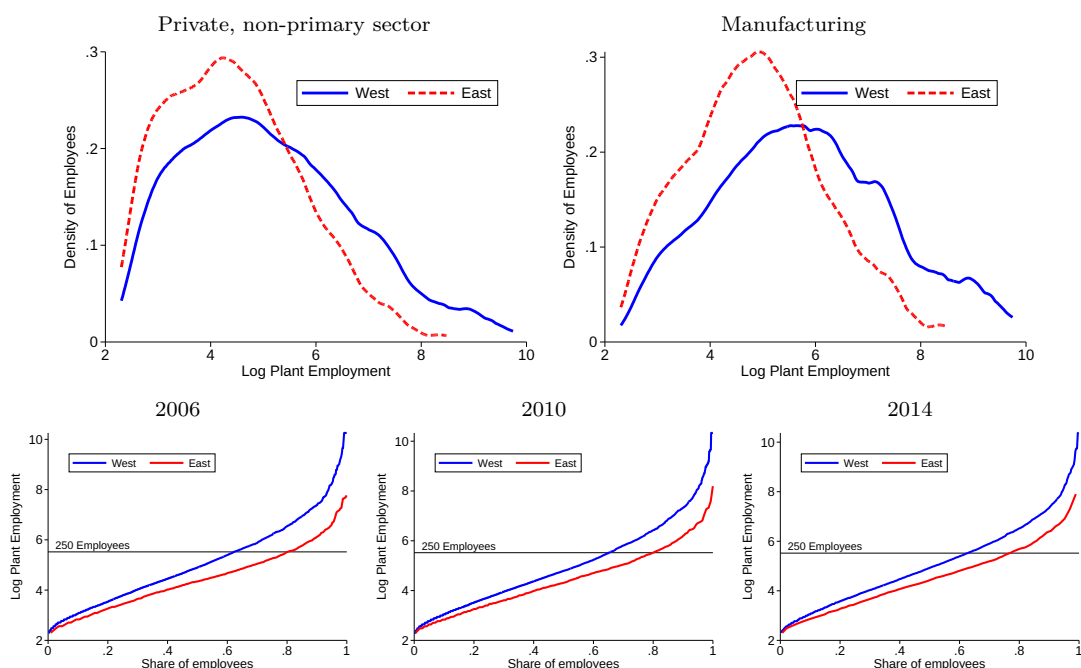 Private, non-primary sector
.3
.2
.1
0
Density of Employees
West
East
2
4
6
8
10
Log Plant Employment
Manufacturing
.3
.2
.1
0
Density of Employees
West
East
2
4
6
8
10
Log Plant Employment
2006
10
8
6
4
2
Log Plant Employment
West
East
250 Employees
0
.2
.4
.6
.8
1
Share of employees
2010
10
8
6
4
2
Log Plant Employment
West
East
250 Employees
0
.2
.4
.6
.8
1
Share of employees
2014
10
8
6
4
2
Log Plant Employment
West
East
250 Employees
0
.2
.4
.6
.8
1
Share of employees